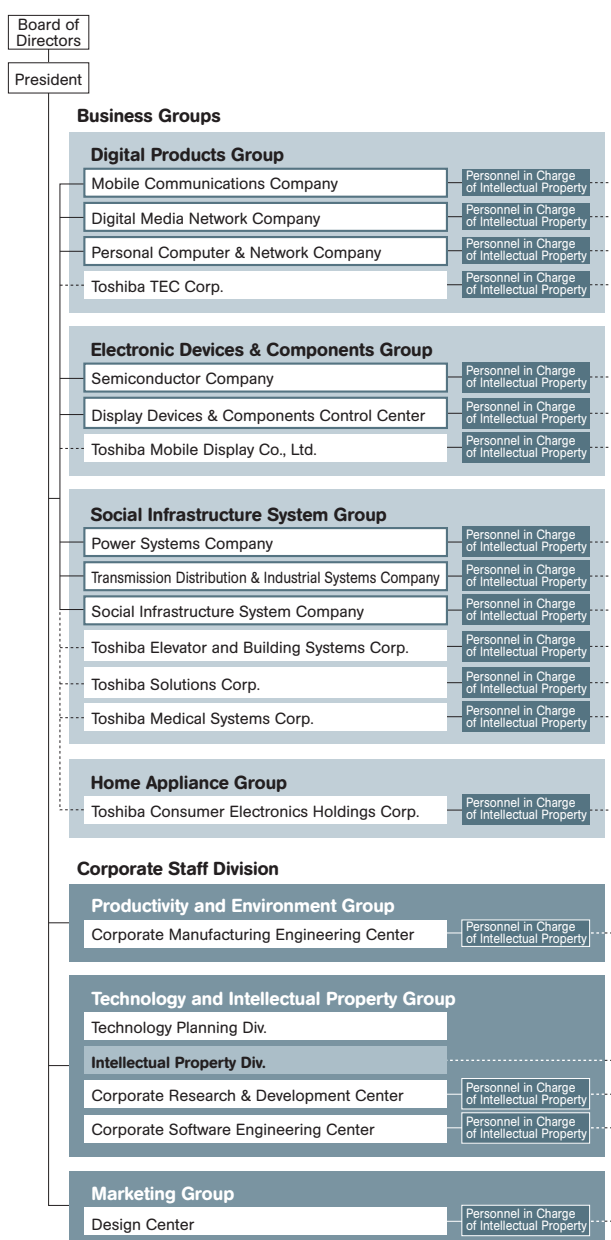 Board of
Directors
President
Business Groups
Digital Products Group
Mobile Communications Company
Personnel in Charge
of Intellectual Property
Digital Media Network Company
Personnel in Charge
of Intellectual Property
Personal Computer & Network Company
Personnel in Charge
of Intellectual Property
Toshiba TEC Corp.
Personnel in Charge
of Intellectual Property
Electronic Devices & Components Group
Semiconductor Company
Personnel in Charge
of Intellectual Property
Display Devices & Components Control Center
Personnel in Charge
of Intellectual Property
Toshiba Mobile Display Co., Ltd.
Personnel in Charge
of Intellectual Property
Social Infrastructure System Group
Power Systems Company
Personnel in Charge
of Intellectual Property
Transmission Distribution & Industrial Systems Company
Personnel in Charge
of Intellectual Property
Social Infrastructure System Company
Personnel in Charge
of Intellectual Property
Toshiba Elevator and Building Systems Corp.
Personnel in Charge
of Intellectual Property
Toshiba Solutions Corp.
Personnel in Charge
of Intellectual Property
Toshiba Medical Systems Corp.
Personnel in Charge
of Intellectual Property
Home Appliance Group
Toshiba Consumer Electronics Holdings Corp.
Personnel in Charge
of Intellectual Property
Corporate Staff Division
Productivity and Environment Group
Corporate Manufacturing Engineering Center
Personnel in Charge
of Intellectual Property
Technology and Intellectual Property Group
Technology Planning Div.
Intellectual Property Div.
Corporate Research & Development Center
Personnel in Charge
of Intellectual Property
Corporate Software Engineering Center
Personnel in Charge
of Intellectual Property
Marketing Group
Design Center
Personnel in Charge
of Intellectual Property